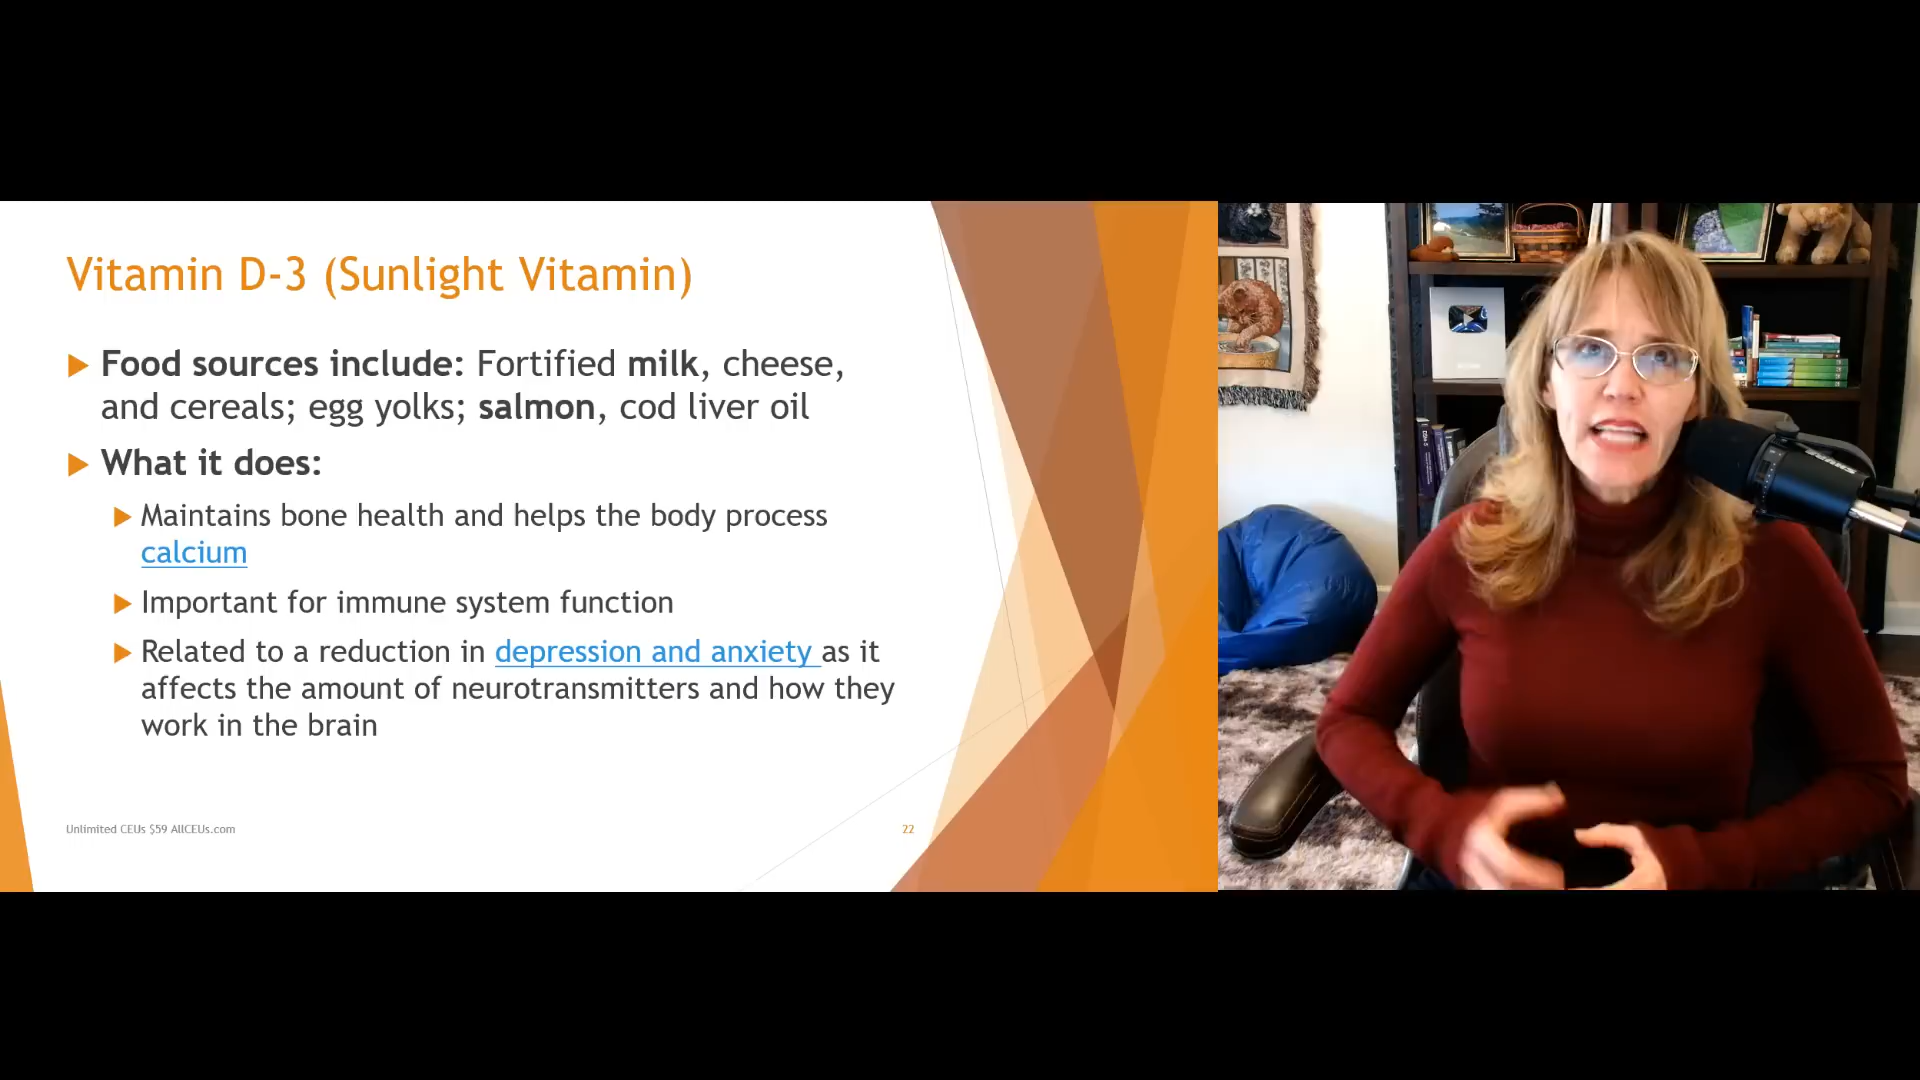 Vitamin D-3 (Sunlight Vitamin)
Food sources include: Fortified milk, cheese,
and cereals; egg yolks; salmon, cod liver oil
What it does:
Maintains bone health and helps the body process
calcium
Important for immune system function
Related to a reduction in depression and anxiety as it
affects the amount of neurotransmitters and how they
work in the brain
Unlimited CEUs $59 AllCEUs.com
22